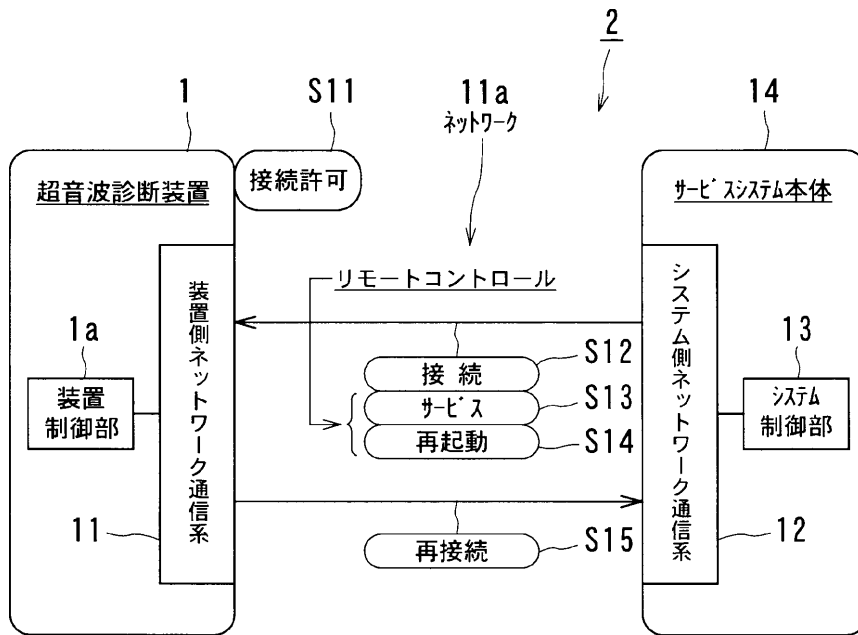 2
1
S11
11a
14
ネットワーク
接続許可
超音波診断装置
サービスシステム本体
リモートコントロール
装置側ネットワーク通信系
システム側ネットワーク通信系
1a
S12
13
接続
装置
制御部
サービス
S13
システム
制御部
再起動
S14
11
再接続
S15
12